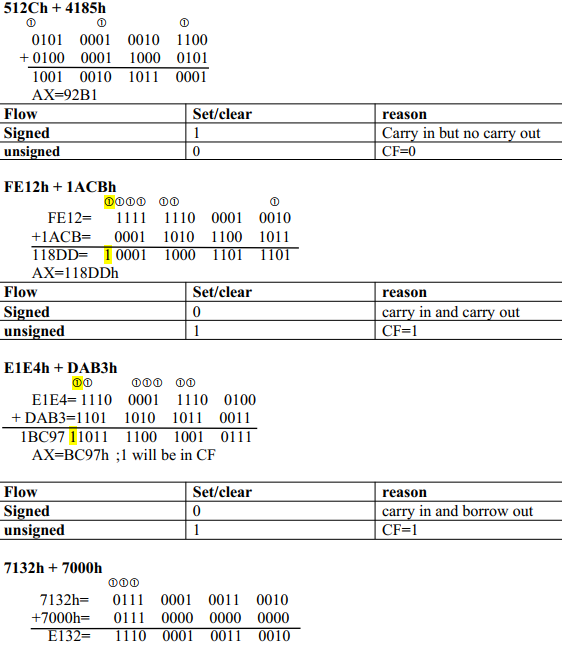 512Ch + 4185h
① ① ①
0101 0001 0010 1100
+ 0100 0001 1000 0101
1001 0010 1011 0001
AX=92B1
Flow Set/clear reason
Signed 1 Carry in but no carry out
unsigned 0 CF=0
FE12h + 1ACBh
①①①① ①① ①
FE12= 1111 1110 0001 0010
+1ACB= 0001 1010 1100 1011
118DD= 1 0001 1000 1101 1101
AX=118DDh
Flow Set/clear reason
Signed 0 carry in and carry out
unsigned 1 CF=1
E1E4h + DAB3h
①① ①①① ①①
E1E4= 1110 0001 1110 0100
+ DAB3=1101 1010 1011 0011
1BC97 11011 1100 1001 0111
AX=BC97h ;1 will be in CF
Flow Set/clear reason
Signed 0 carry in and borrow out
unsigned 1 CF=1
7132h + 7000h
①①①
7132h= 0111 0001 0011 0010
+7000h= 0111 0000 0000 0000
E132= 1110 0001 0011 0010